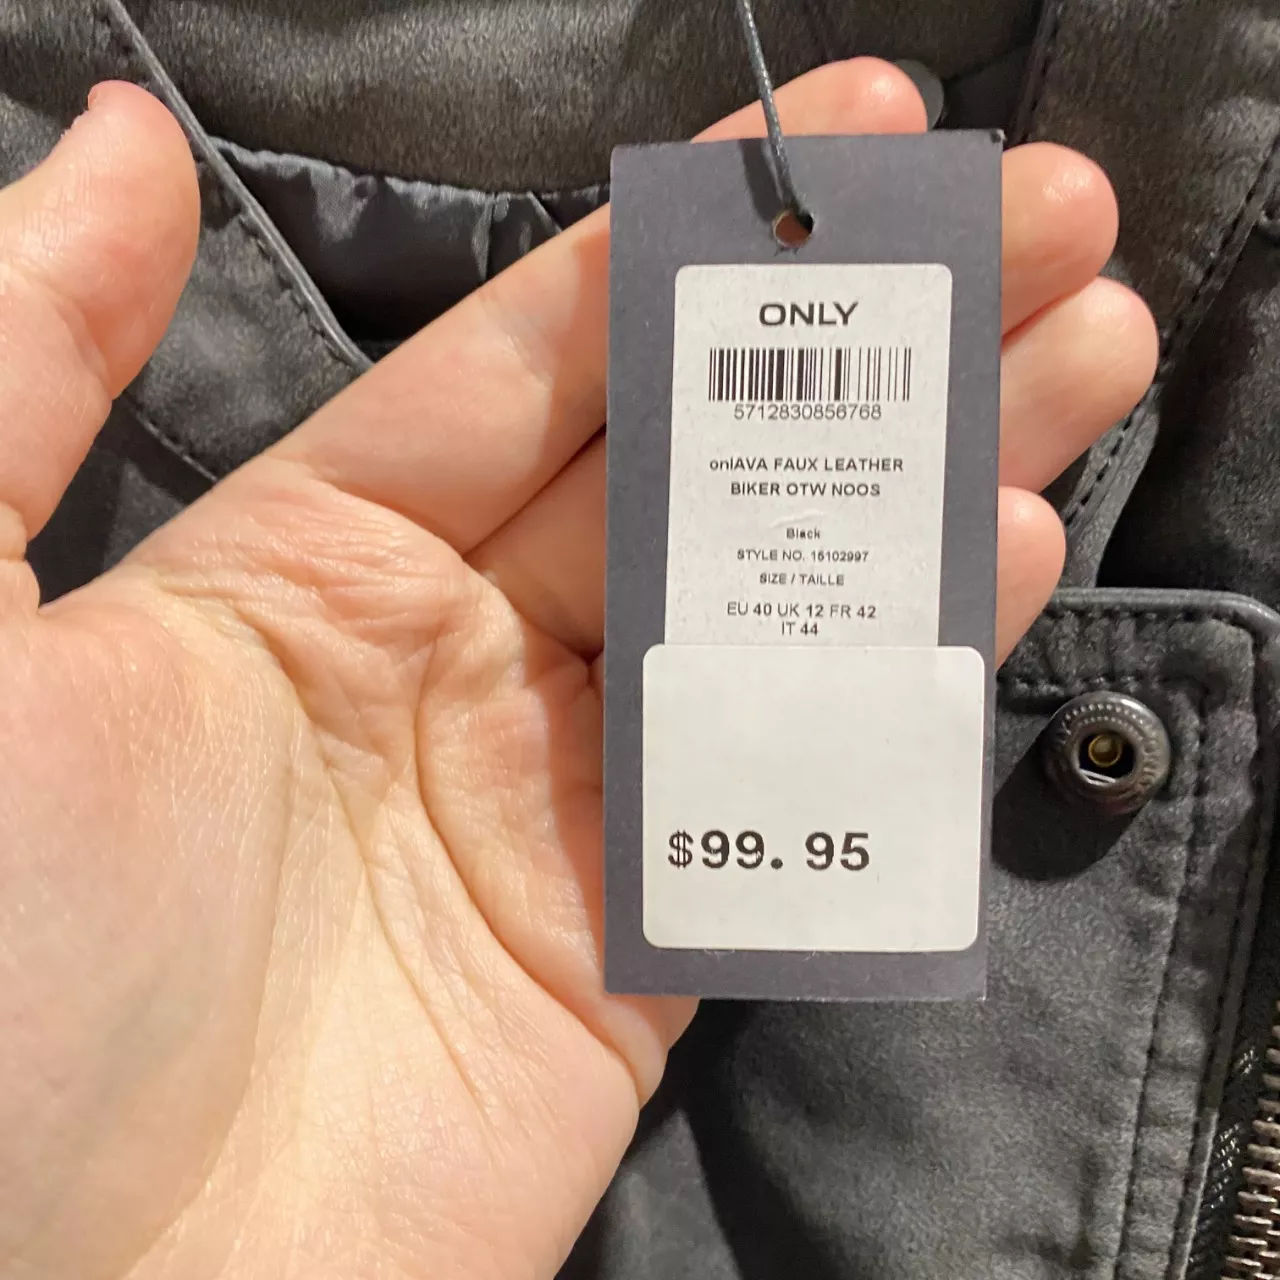 ONLY
5712830856768
onlAVA FAUX LEATHER
BIKER OTW NOOS
Black
STYLE NO. 15102997
SIZE / TAILLE
EU 40 UK 12 FR 42
IT 44
$99.95